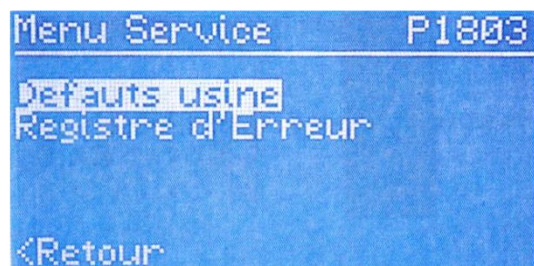 Menu Service P1803
Defauts usine
Registre d'Erreur
<Retour